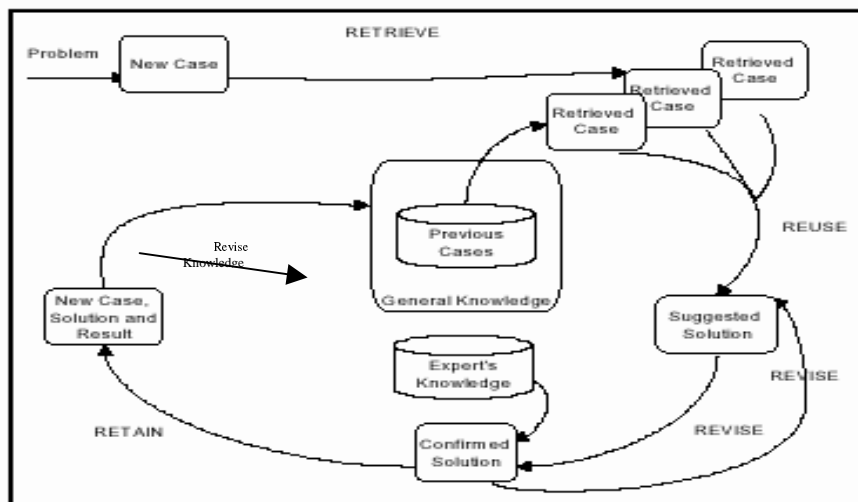 RETRIEVE
Problem
New Case
Retrieved
Case
Retrieved
Case
Retrieved
Case
Previous
Cases
REUSE
Revise
Knowledge
General Knowledge
New Case,
Solution and
Result
Suggested
Solution
Expert's
Knowledge
REVISE
RETAIN
REVISE
Confirmed
Solution